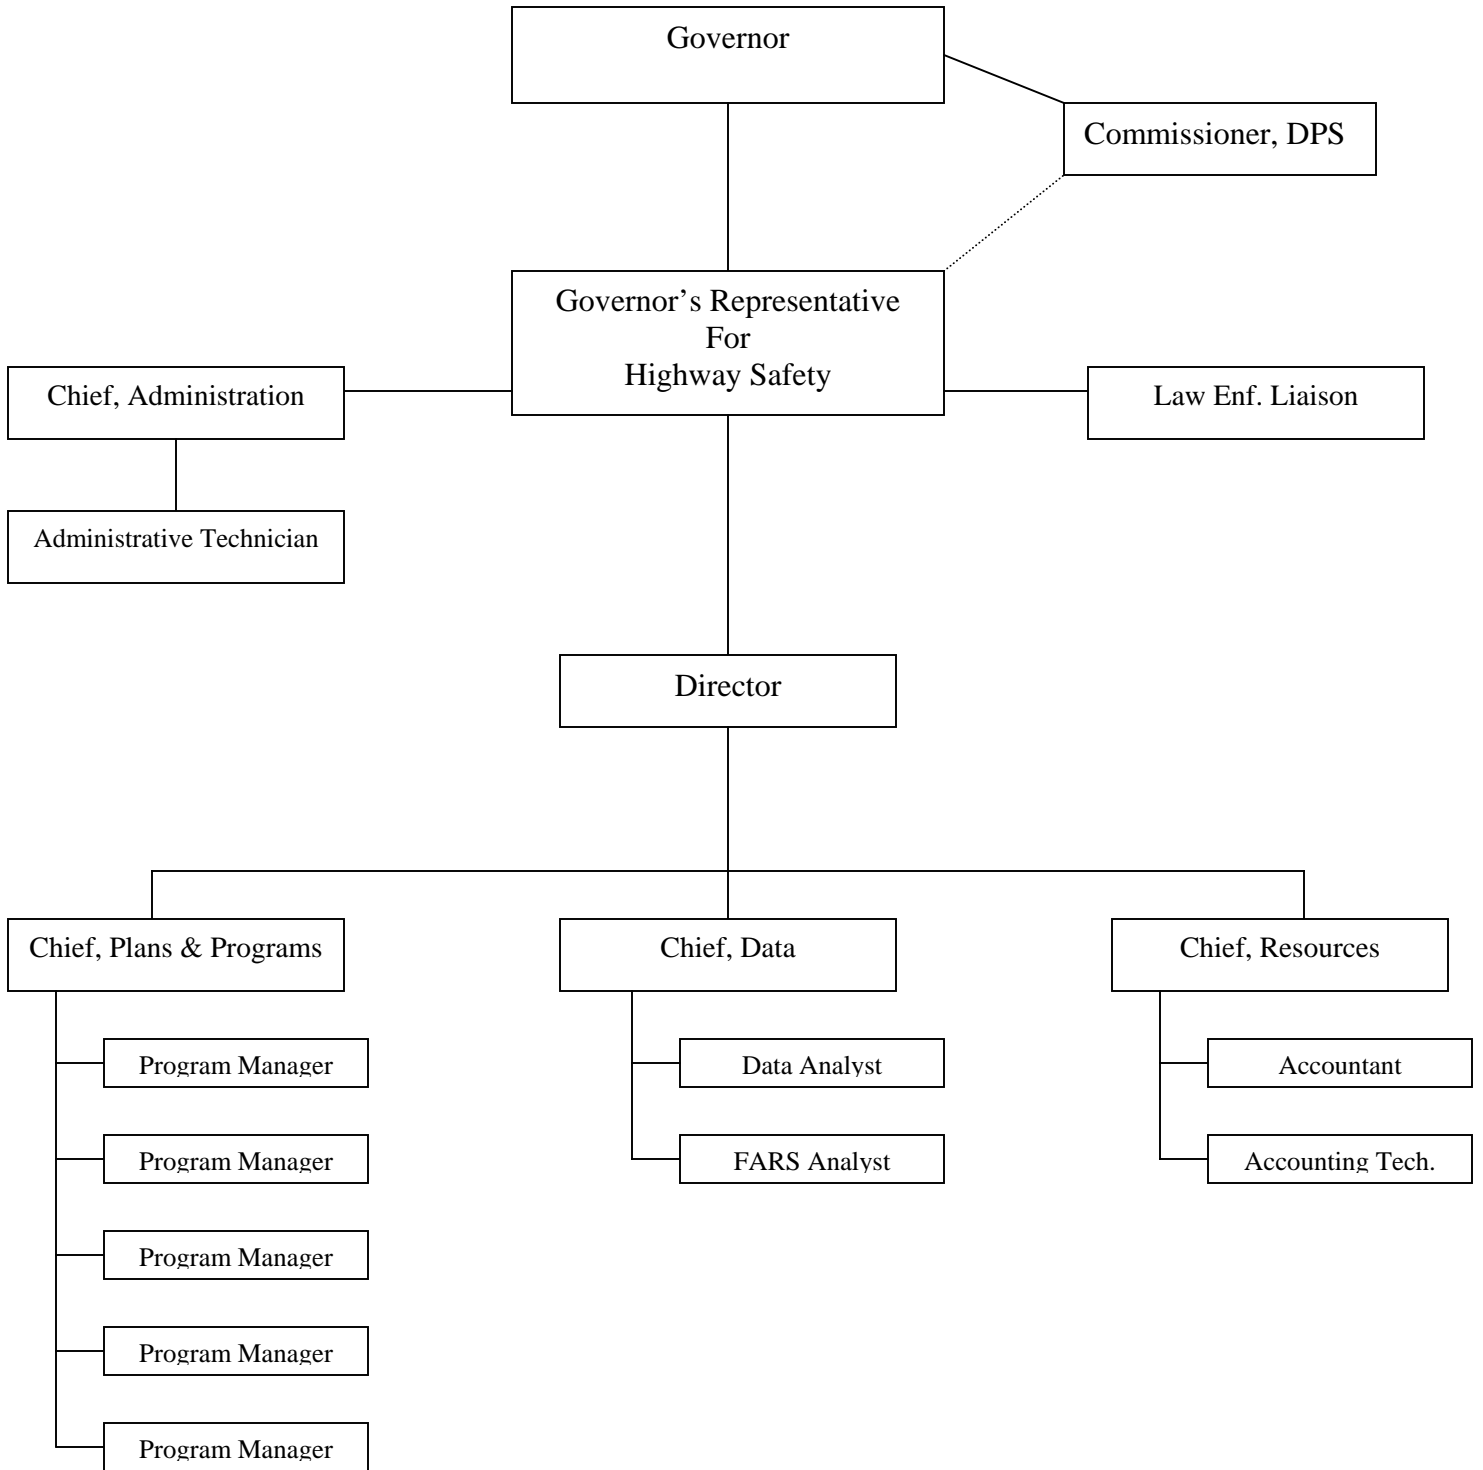 Governor
Commissioner, DPS
Governor’s Representative
For
Highway Safety
Chief, Administration
Law Enf. Liaison
Administrative Technician
Director
Chief, Plans & Programs
Chief, Data
Chief, Resources
Program Manager
Data Analyst
Accountant
Program Manager
FARS Analyst
Accounting Tech.
Program Manager
Program Manager
Program Manager